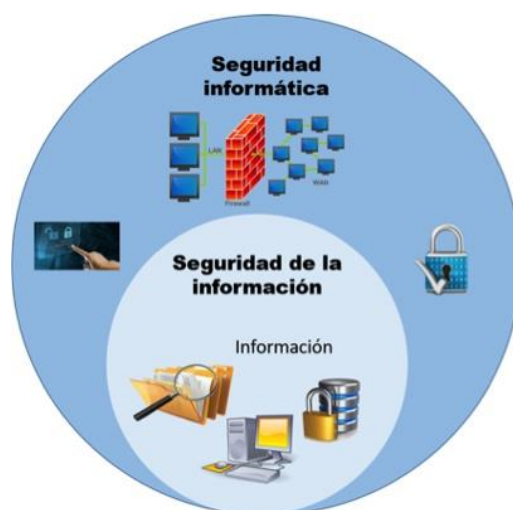 Seguridad
informática
LAN
WAN
Firewall
Seguridad de la
información
Información